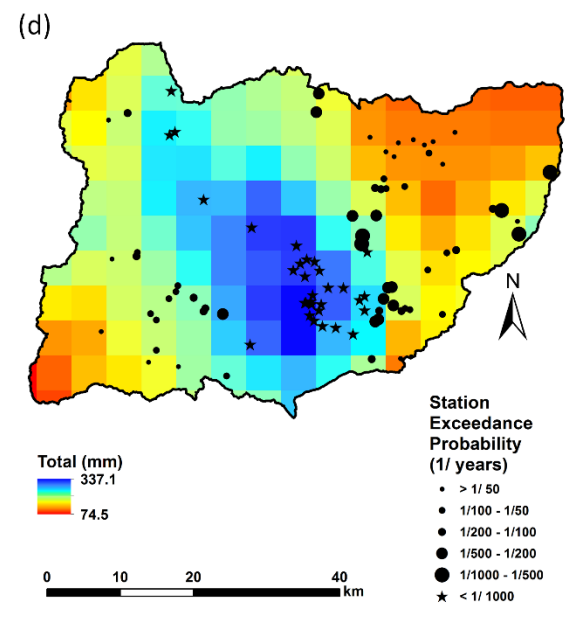 (d)
N
Station
Exceedance
Probability
(1/ years)
Total (mm)
337.1
74.5
> 1/ 50
1/100 - 1/50
1/200 - 1/100
1/500 - 1/200
1/1000 - 1/500
< 1/ 1000
0 10 20 40
km